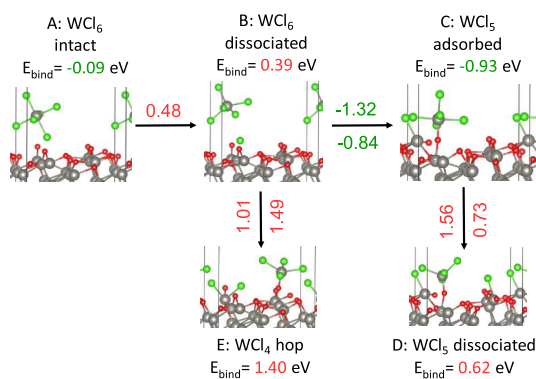 A: WCl6
intact
Ebind= -0.09 eV
B: WCl6
dissociated
Ebind= 0.39 eV
C: WCl5
adsorbed
Ebind= -0.93 eV
0.48
-1.32
-0.84
1.01
1.49
1.56
0.73
E: WCl4 hop
Ebind= 1.40 eV
D: WCl5 dissociated
Ebind= 0.62 eV